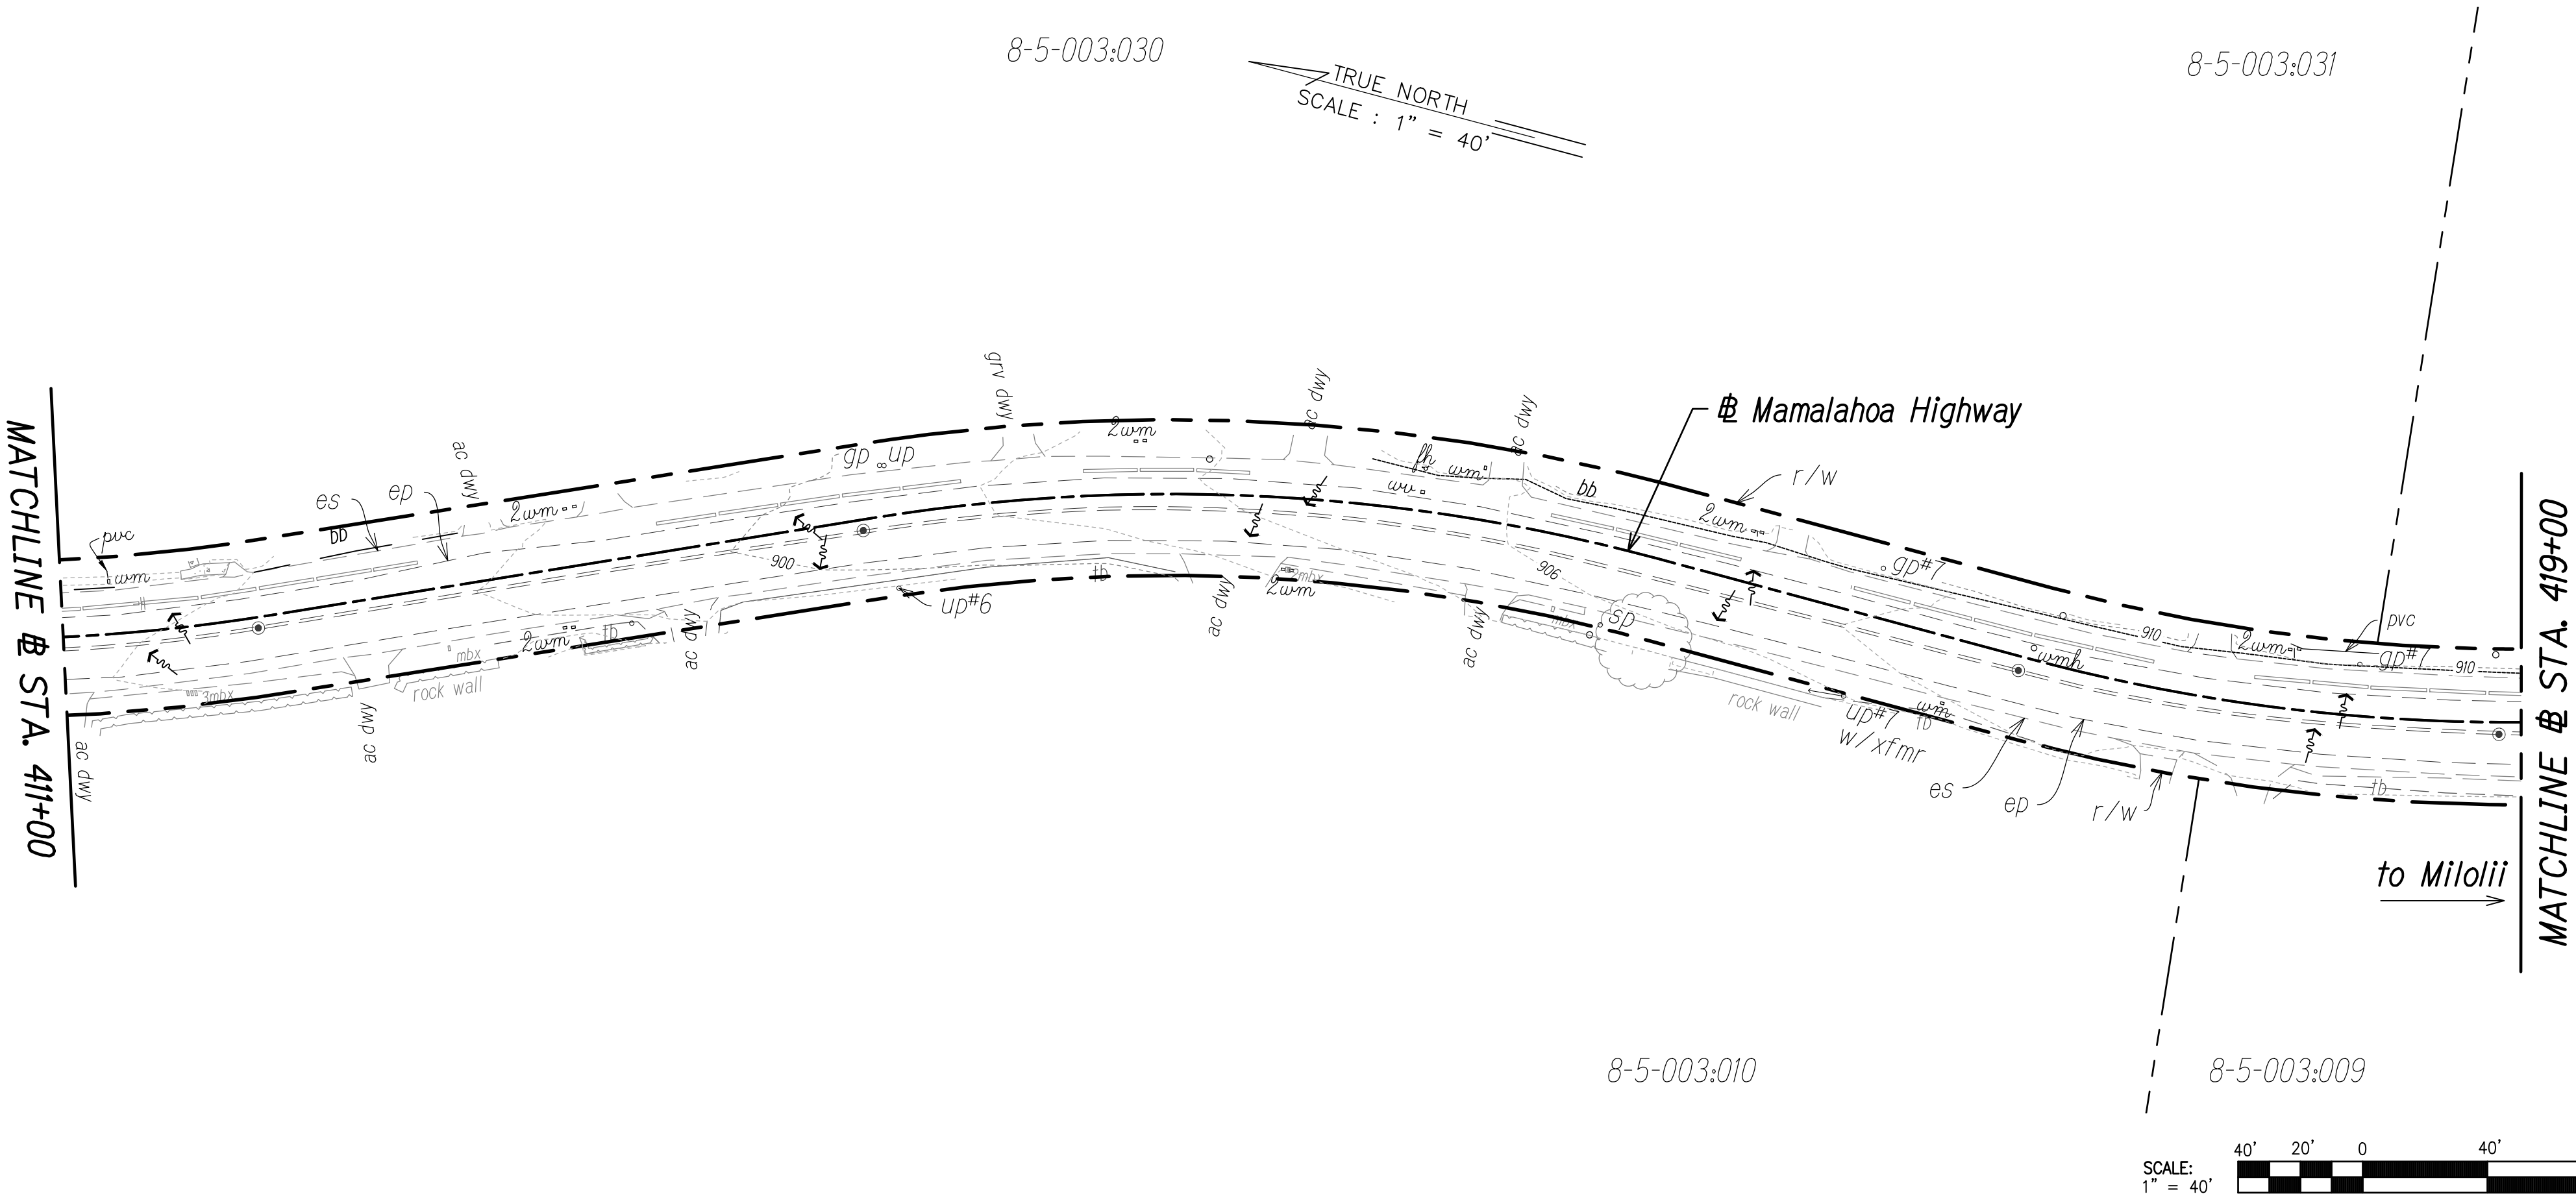 8-5-003:030
8-5-003:031
TRUE NORTH
SCALE : 1" = 40'
MATCHLINE ⅊ STA. 411+00
pvc
wm
es
bb
ep
ac dwy
2wm
gp
up
grv dwy
2wm
ac dwy
fh
wm
wv
ac dwy
bb
℄ Mamalahoa Highway
r/w
2wm
gp#7
910
wmh
2wm
pvc
gp#7
910
MATCHLINE ⅊ STA. 419+00
3mbx
ac dwy
ac dwy
mbx
rock wall
2wm
tb
ac dwy
900
up#6
tb
2mbx
2wm
ac dwy
ac dwy
906
mbx
sp
rock wall
up#7
w/xfmr
wm
tb
es
ep
r/w
tb
to Milolii
8-5-003:010
8-5-003:009
SCALE:
1" = 40'
40' 20' 0 40'